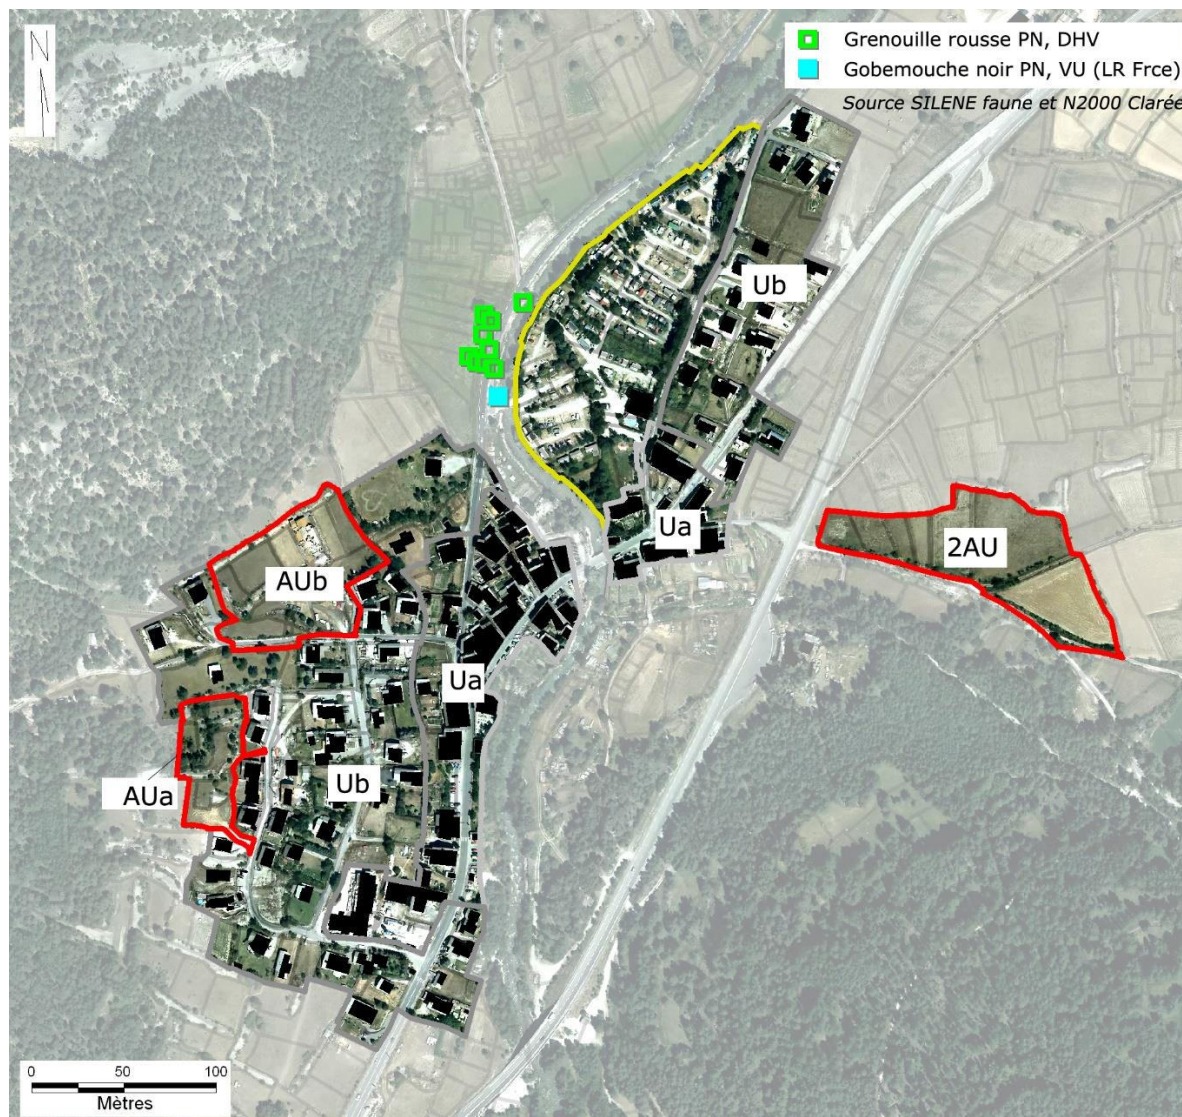 N
Grenouille rousse PN, DHV
Gobemouche noir PN, VU (LR Frce)
Source SILENE faune et N2000 Clarée
Ub
Ua
2AU
AUb
Ua
AUa
Ub
0 50 100
Mètres